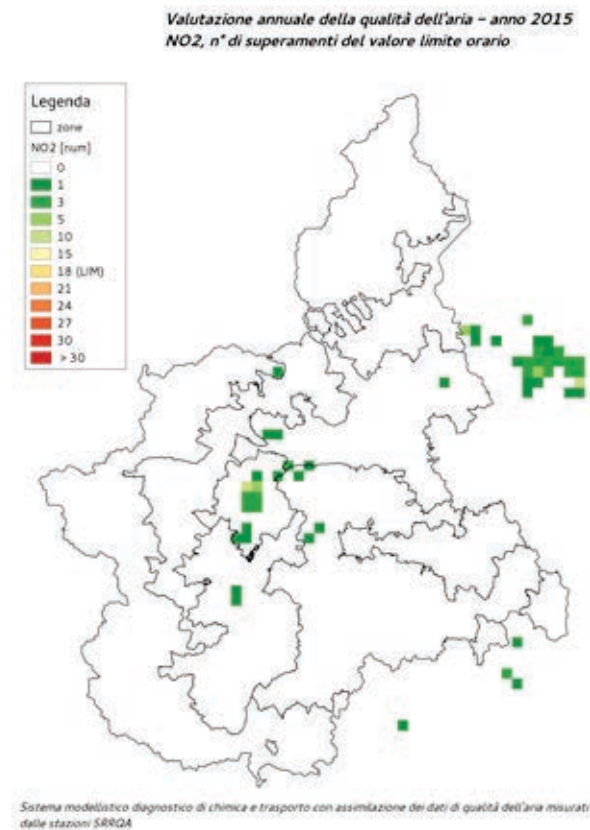 Valutazione annuale della qualità dell'aria – anno 2015
NO2, n° di superamenti del valore limite orario
Legenda
zone
NO2 [num]
0
1
3
5
10
15
18 (LIM)
21
24
27
30
>30
Sistema modellistico diagnostico di chimica e trasporto con assimilazione dei dati di qualità dell'aria misurati
dalle stazioni SRRQA